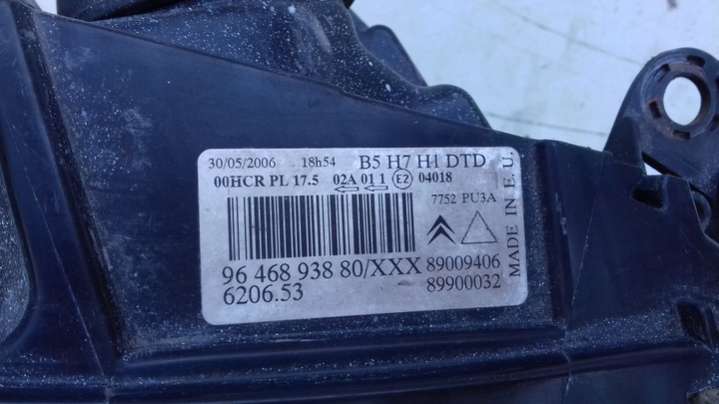 30/05/2006 18h54 B5 H7 H1 DTD
00HCR PL 17.5 02A 01 1 E2 04018
7752 PU3A
96 468 938 80/XXX 89009406
6206.53 89900032
MADE IN E.U.